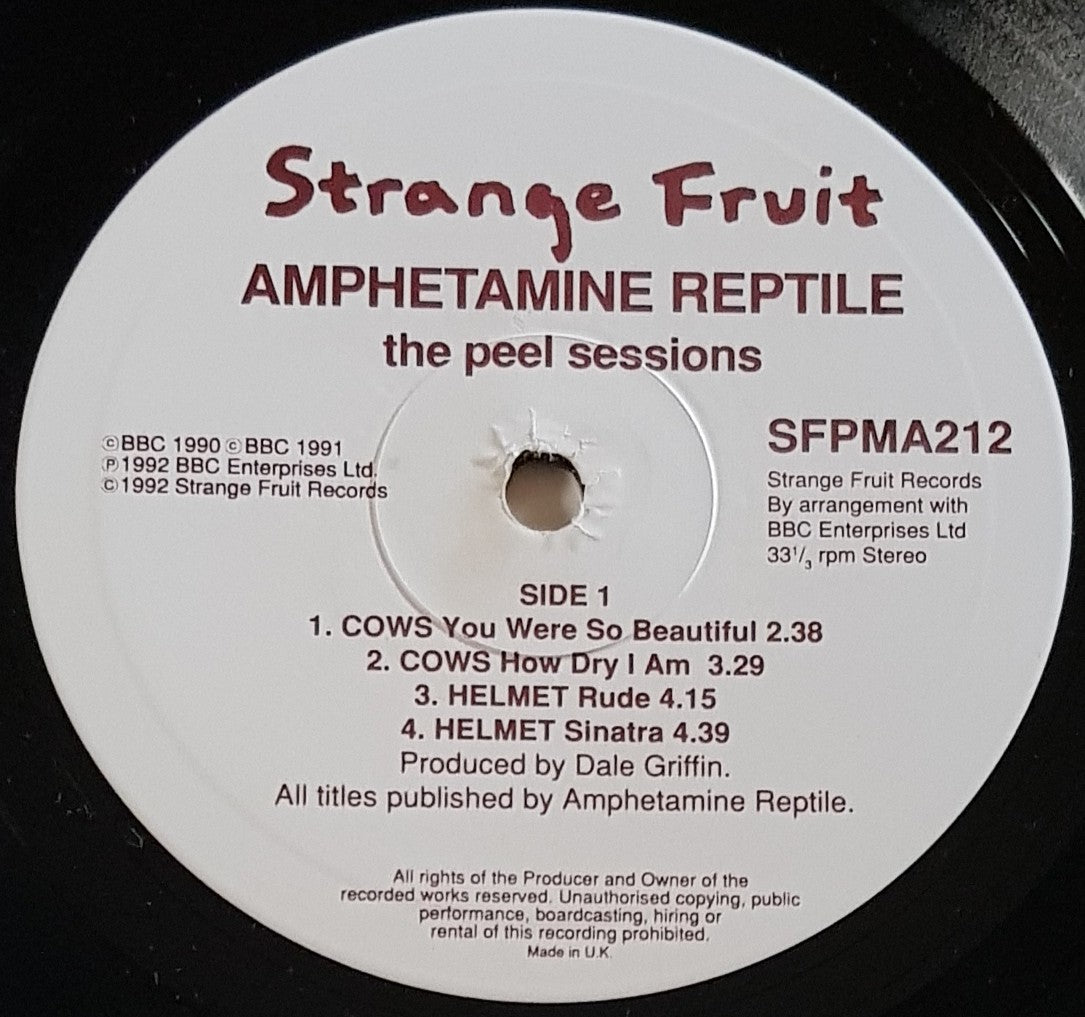 Strange Fruit
AMPHETAMINE REPTILE
the peel sessions
©BBC 1990 ©BBC 1991
℗1992 BBC Enterprises Ltd.
©1992 Strange Fruit Records
SFPMA212
Strange Fruit Records
By arrangement with
BBC Enterprises Ltd
33 1/3 rpm Stereo
SIDE 1
1. COWS You Were So Beautiful 2.38
2. COWS How Dry I Am 3.29
3. HELMET Rude 4.15
4. HELMET Sinatra 4.39
Produced by Dale Griffin.
All titles published by Amphetamine Reptile.
All rights of the Producer and Owner of the
recorded works reserved. Unauthorised copying, public
performance, boardcasting, hiring or
rental of this recording prohibited.
Made in U.K.